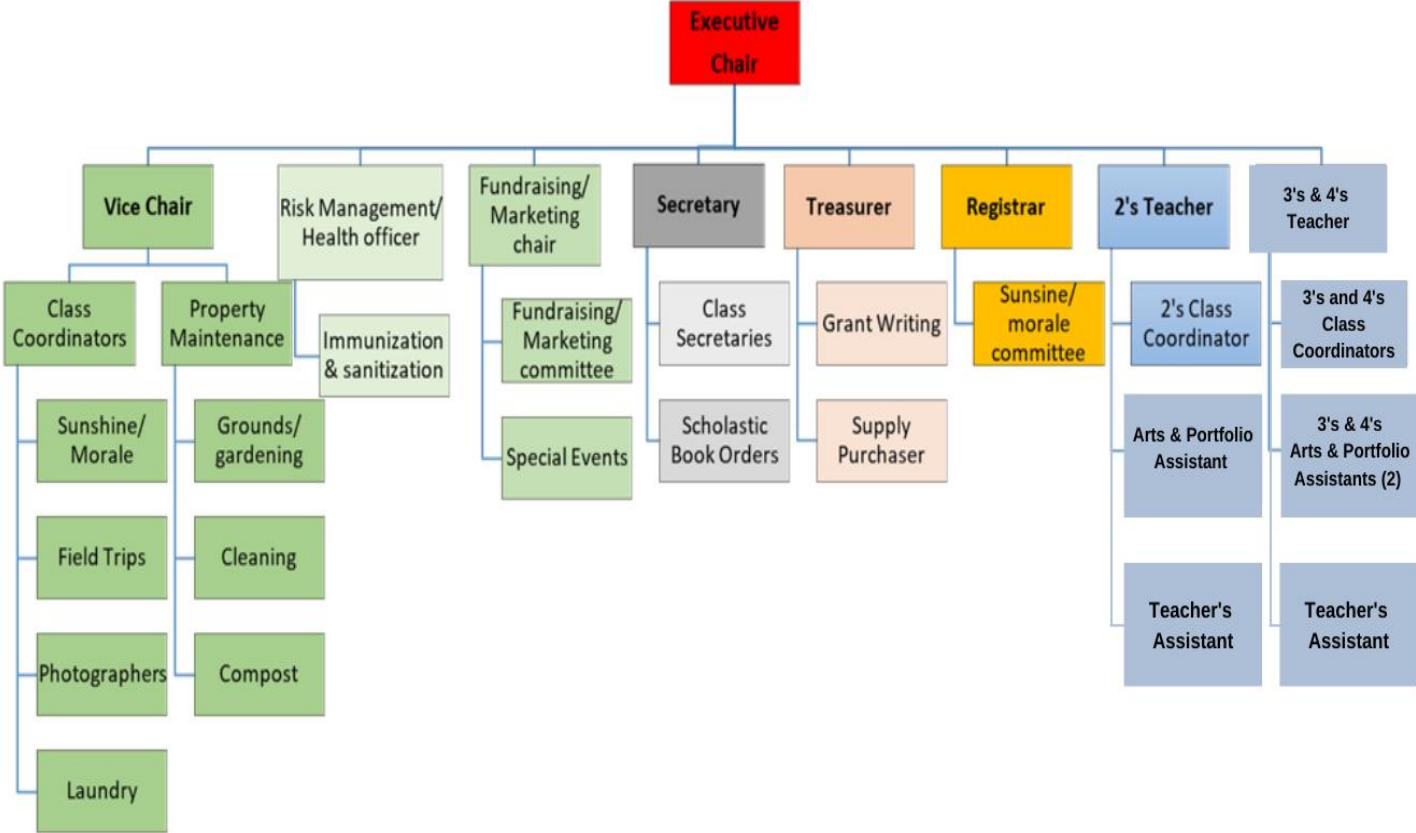 Executive
Chair
Vice Chair
Risk Management/
Health officer
Fundraising/
Marketing
chair
Secretary
Treasurer
Registrar
2's Teacher
3's & 4's
Teacher
Class
Coordinators
Property
Maintenance
Immunization
& sanitization
Fundraising/
Marketing
committee
Class
Secretaries
Grant Writing
Sunsine/
morale
committee
2's Class
Coordinator
3's and 4's
Class
Coordinators
Sunshine/
Morale
Grounds/
gardening
Special Events
Scholastic
Book Orders
Supply
Purchaser
Arts & Portfolio
Assistant
3's & 4's
Arts & Portfolio
Assistants (2)
Field Trips
Cleaning
Teacher's
Assistant
Teacher's
Assistant
Photographers
Compost
Laundry